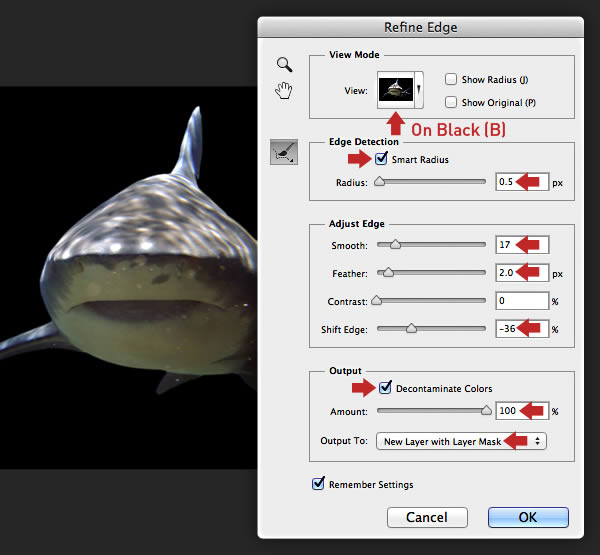 Refine Edge
View Mode
View:
Show Radius (J)
Show Original (P)
On Black (B)
Edge Detection
Smart Radius
Radius: 0.5 px
Adjust Edge
Smooth: 17
Feather: 2.0 px
Contrast: 0 %
Shift Edge: -36 %
Output
Decontaminate Colors
Amount: 100 %
Output To: New Layer with Layer Mask
Remember Settings
Cancel OK